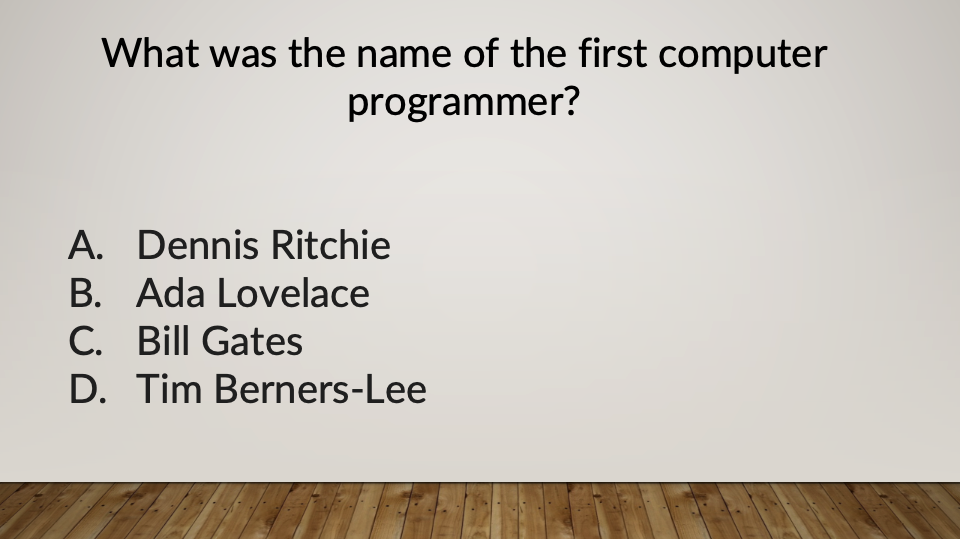 What was the name of the first computer
programmer?
A. Dennis Ritchie
B. Ada Lovelace
C. Bill Gates
D. Tim Berners-Lee